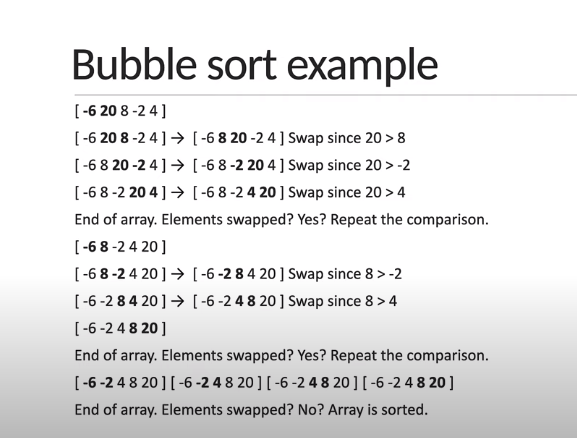 Bubble sort example
[ -6 20 8 -2 4 ]
[ -6 20 8 -2 4 ] → [ -6 8 20 -2 4 ] Swap since 20 > 8
[ -6 8 20 -2 4 ] → [ -6 8 -2 20 4 ] Swap since 20 > -2
[ -6 8 -2 20 4 ] → [ -6 8 -2 4 20 ] Swap since 20 > 4
End of array. Elements swapped? Yes? Repeat the comparison.
[ -6 8 -2 4 20 ]
[ -6 8 -2 4 20 ] → [ -6 -2 8 4 20 ] Swap since 8 > -2
[ -6 -2 8 4 20 ] → [ -6 -2 4 8 20 ] Swap since 8 > 4
[ -6 -2 4 8 20 ]
End of array. Elements swapped? Yes? Repeat the comparison.
[ -6 -2 4 8 20 ] [ -6 -2 4 8 20 ] [ -6 -2 4 8 20 ] [ -6 -2 4 8 20 ]
End of array. Elements swapped? No? Array is sorted.